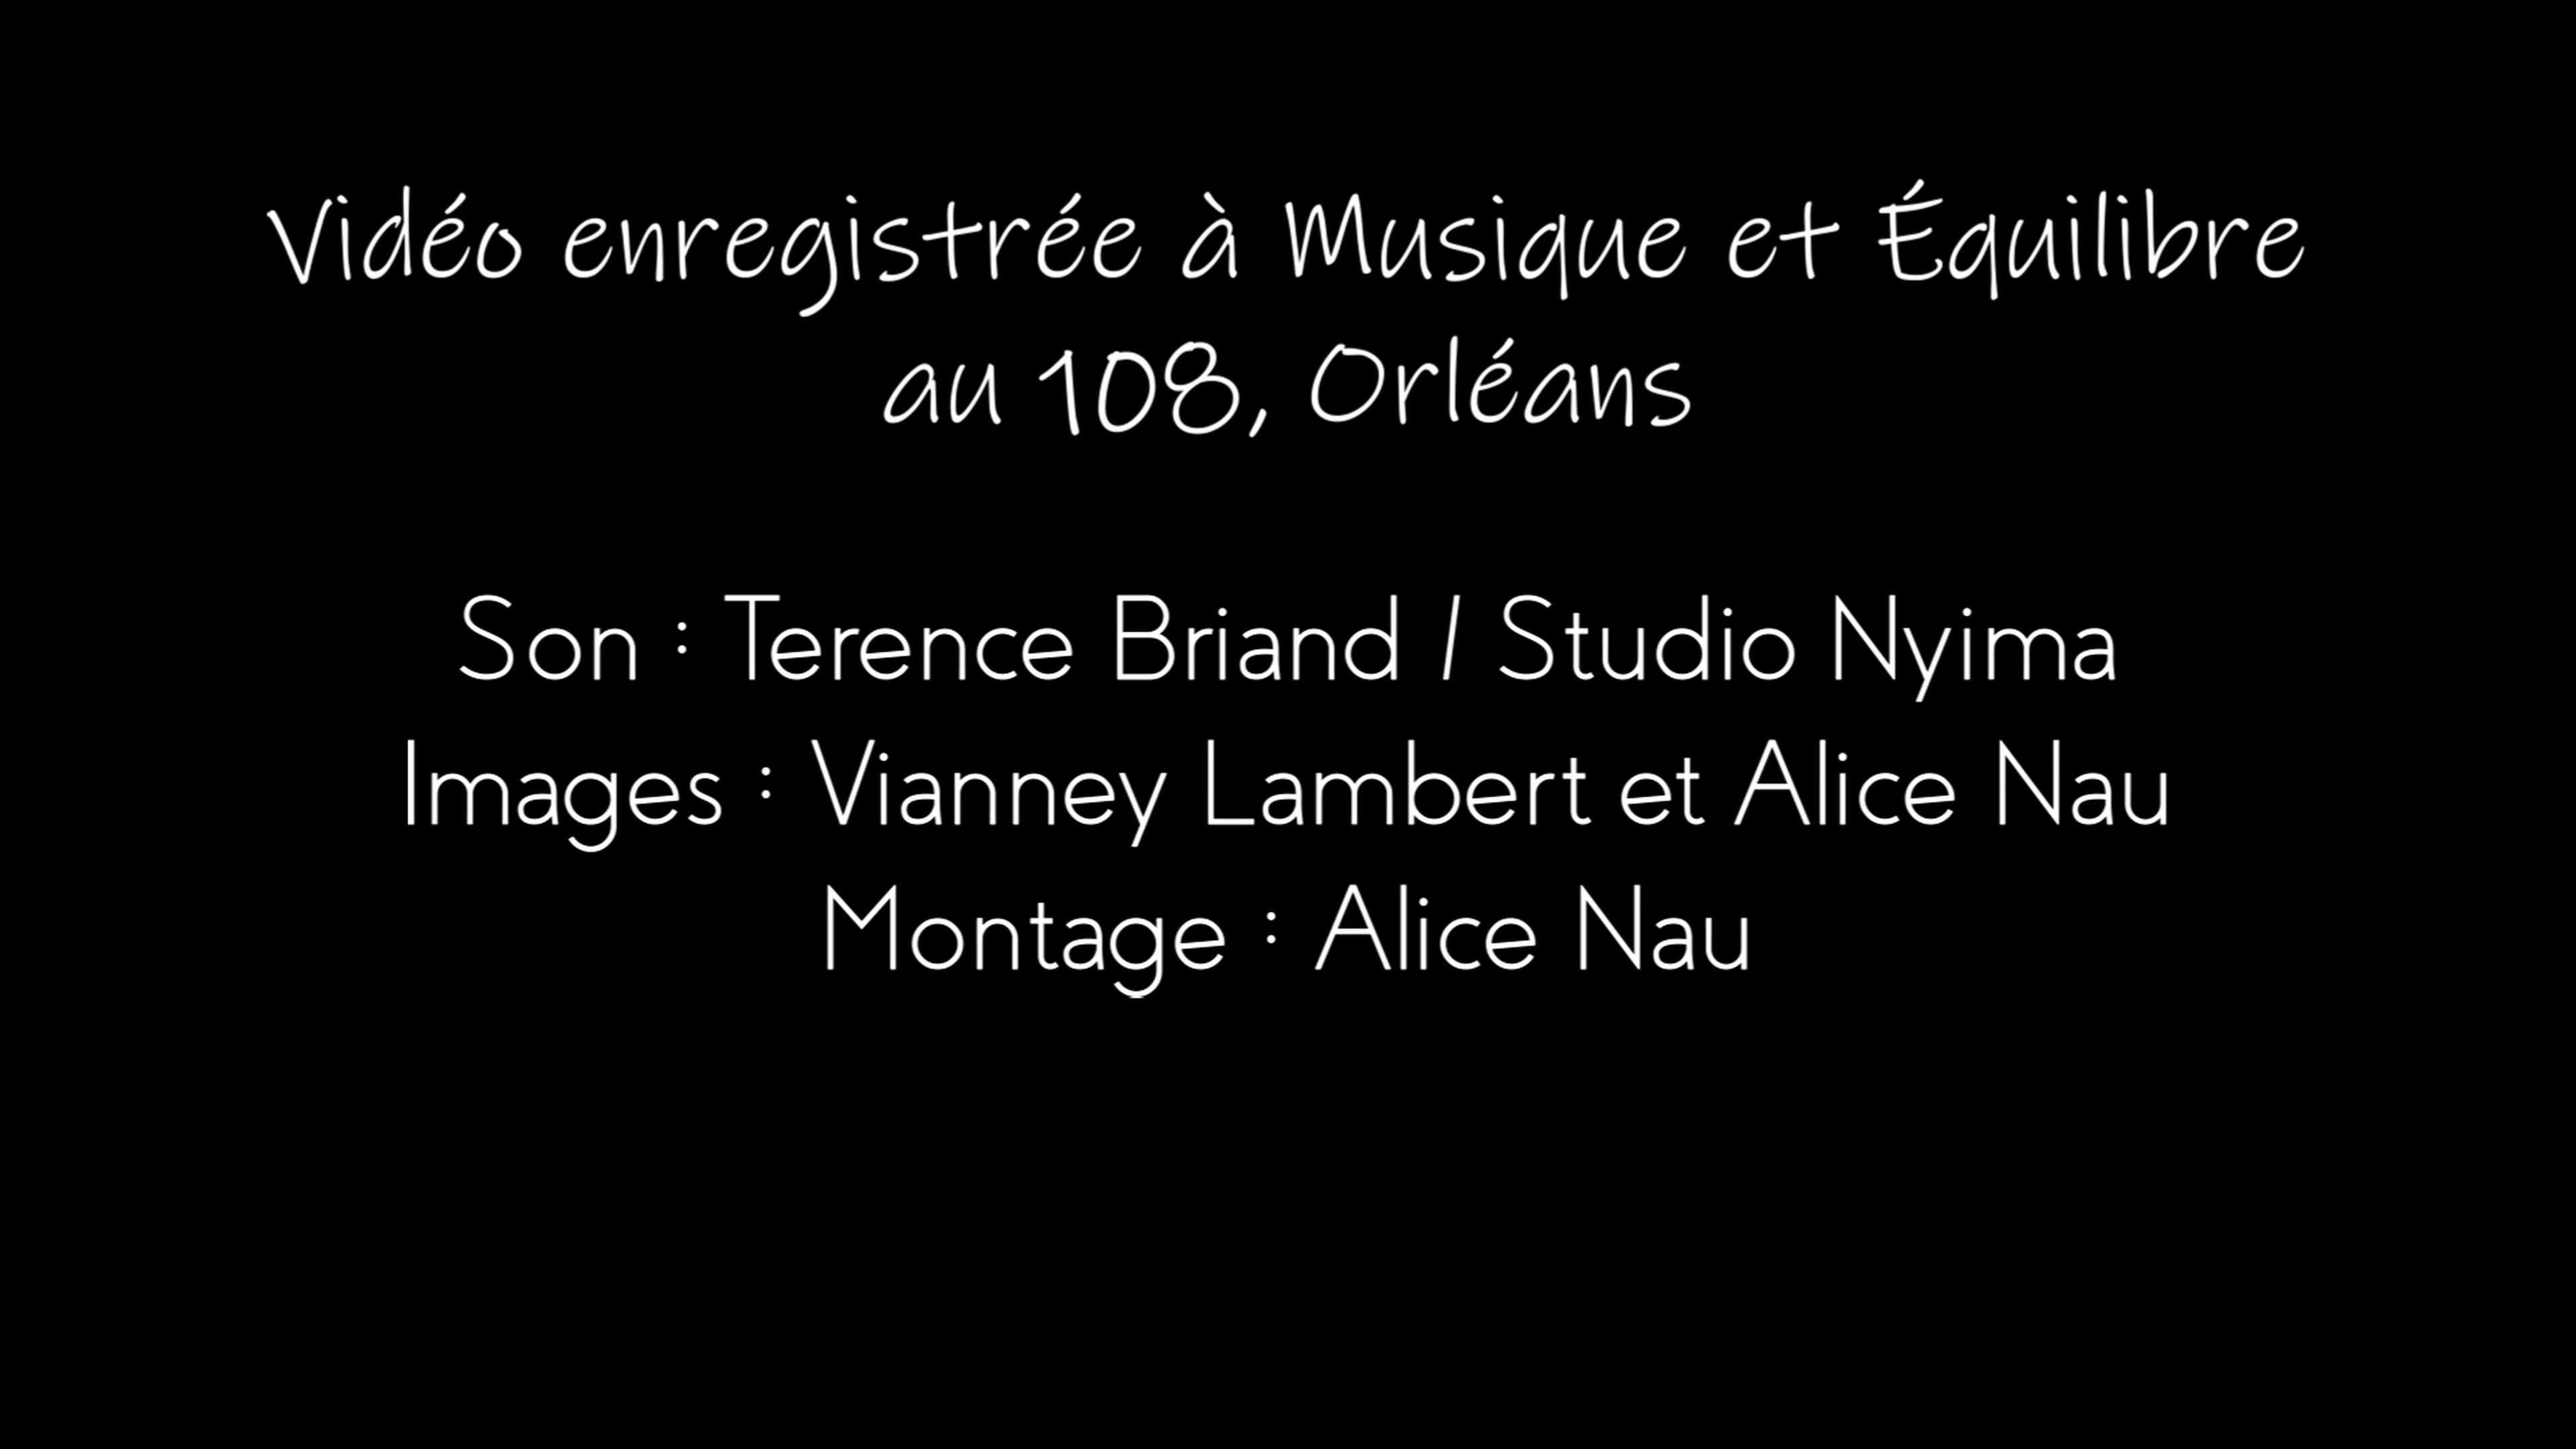 Vidéo enregistrée à Musique et Équilibre
au 108, Orléans
Son : Terence Briand / Studio Nyima
Images : Vianney Lambert et Alice Nau
Montage : Alice Nau